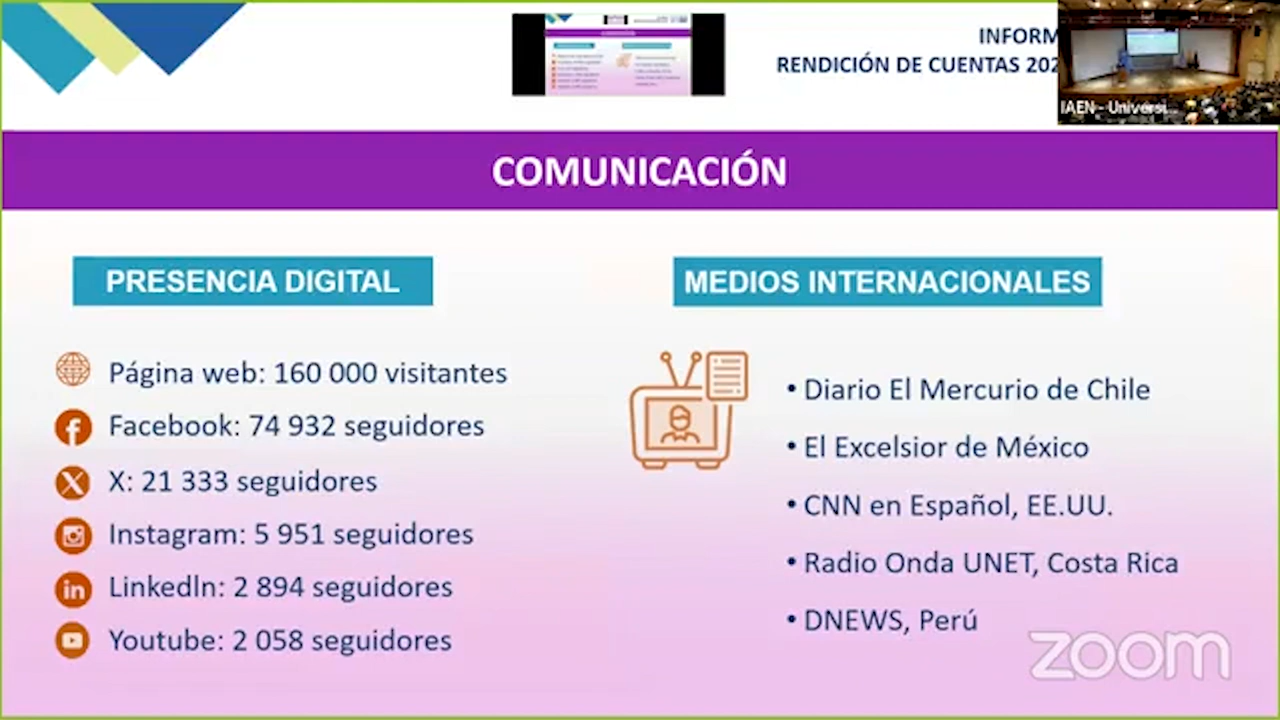 INFORM
RENDICIÓN DE CUENTAS 202
IAEN - Universi...
COMUNICACIÓN
PRESENCIA DIGITAL
Página web: 160 000 visitantes
Facebook: 74 932 seguidores
X: 21 333 seguidores
Instagram: 5 951 seguidores
LinkedIn: 2 894 seguidores
Youtube: 2 058 seguidores
MEDIOS INTERNACIONALES
• Diario El Mercurio de Chile
• El Excelsior de México
• CNN en Español, EE.UU.
• Radio Onda UNET, Costa Rica
• DNEWS, Perú
zoom